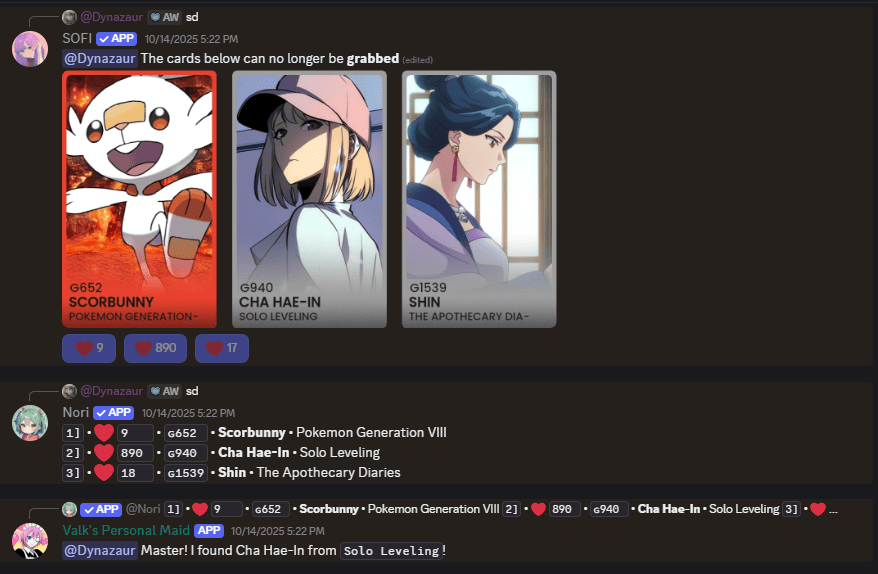 @Dynazaur AW sd
SOFI APP 10/14/2025 5:22 PM
@Dynazaur The cards below can no longer be grabbed (edited)
G652
SCORBUNNY
POKEMON GENERATION-
G940
CHA HAE-IN
SOLO LEVELING
G1539
SHIN
THE APOTHECARY DIA-
9 890 17
@Dynazaur AW sd
Nori APP 10/14/2025 5:22 PM
1] • ❤️ 9 • G652 • Scorbunny • Pokemon Generation VIII
2] • ❤️ 890 • G940 • Cha Hae-In • Solo Leveling
3] • ❤️ 18 • G1539 • Shin • The Apothecary Diaries
APP @Nori 1] • ❤️ 9 • G652 • Scorbunny • Pokemon Generation VIII 2] • ❤️ 890 • G940 • Cha Hae-In • Solo Leveling 3] • ❤️ ...
Valk's Personal Maid APP 10/14/2025 5:22 PM
@Dynazaur Master! I found Cha Hae-In from Solo Leveling!